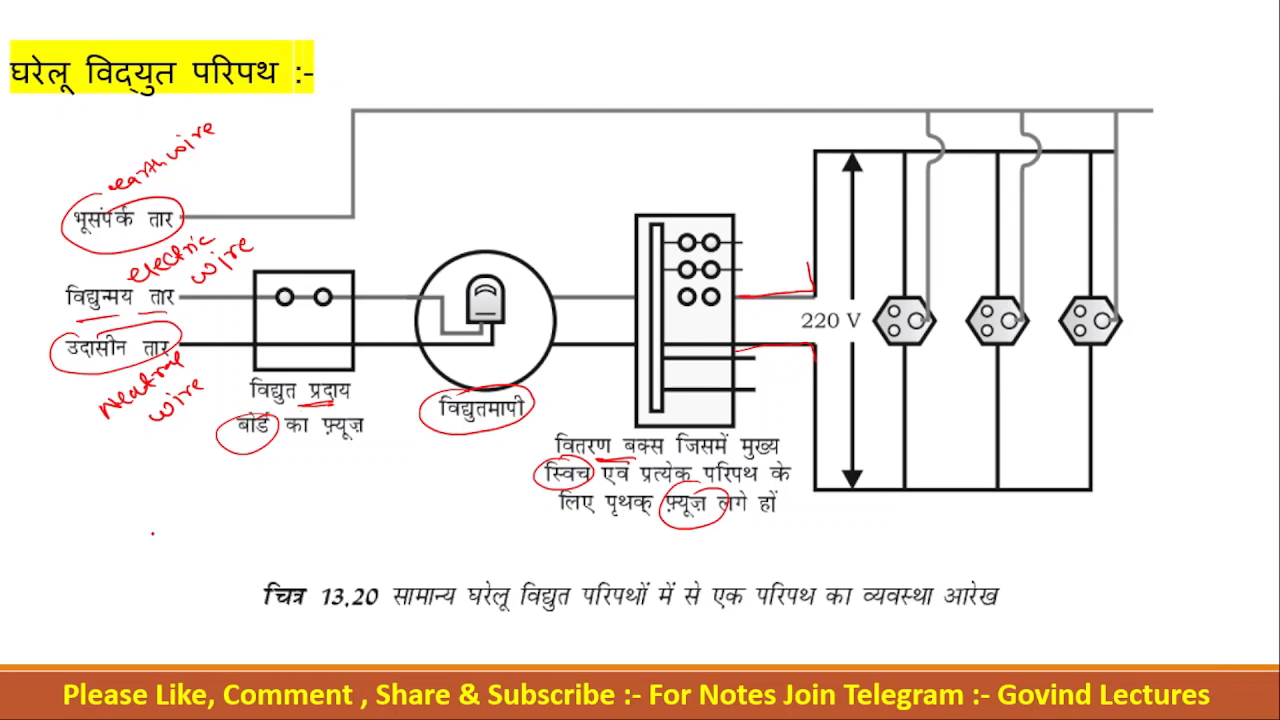 घरेलू विद्युत परिपथ :-
earth wire
भूसंपर्क तार
electric
wire
विद्युन्मय तार
उदासीन तार
Neutral
wire
विद्युत प्रदाय
बोर्ड का फ़्यूज़
विद्युतमापी
वितरण बक्स जिसमें मुख्य
स्विच एवं प्रत्येक परिपथ के
लिए पृथक् फ़्यूज़ लगे हों
220 V
चित्र 13.20 सामान्य घरेलू विद्युत परिपथों में से एक परिपथ का व्यवस्था आरेख
Please Like, Comment , Share & Subscribe :- For Notes Join Telegram :- Govind Lectures